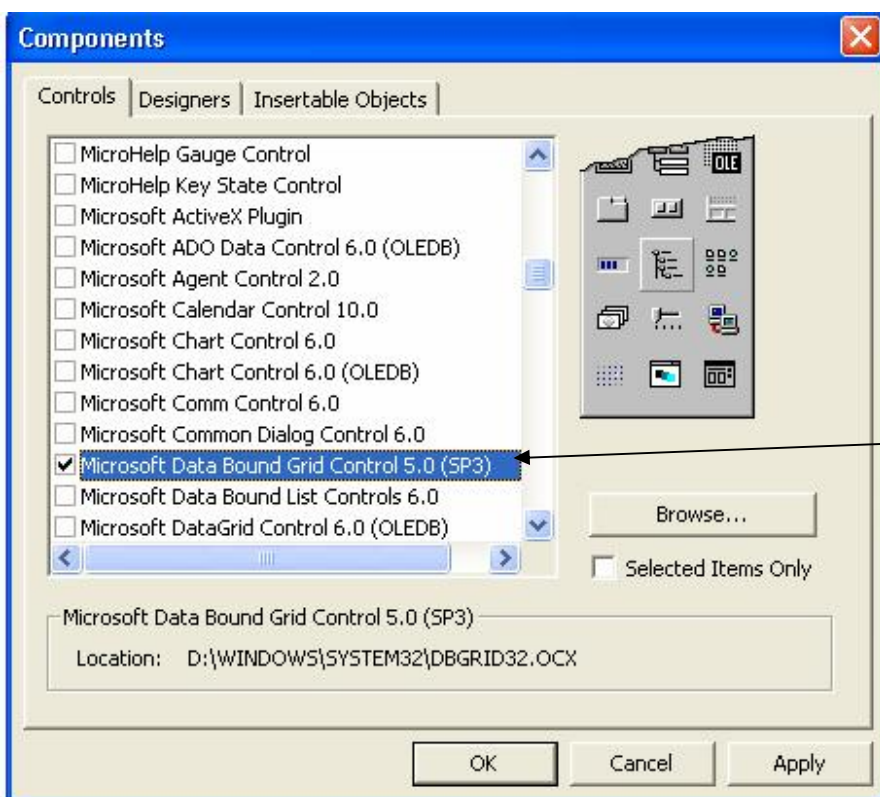 Components
Controls Designers Insertable Objects
MicroHelp Gauge Control
MicroHelp Key State Control
Microsoft ActiveX Plugin
Microsoft ADO Data Control 6.0 (OLEDB)
Microsoft Agent Control 2.0
Microsoft Calendar Control 10.0
Microsoft Chart Control 6.0
Microsoft Chart Control 6.0 (OLEDB)
Microsoft Comm Control 6.0
Microsoft Common Dialog Control 6.0
Microsoft Data Bound Grid Control 5.0 (SP3)
Microsoft Data Bound List Controls 6.0
Microsoft DataGrid Control 6.0 (OLEDB)
OLE
Browse...
Selected Items Only
Microsoft Data Bound Grid Control 5.0 (SP3)
Location: D:\WINDOWS\SYSTEM32\DBGRID32.OCX
OK Cancel Apply